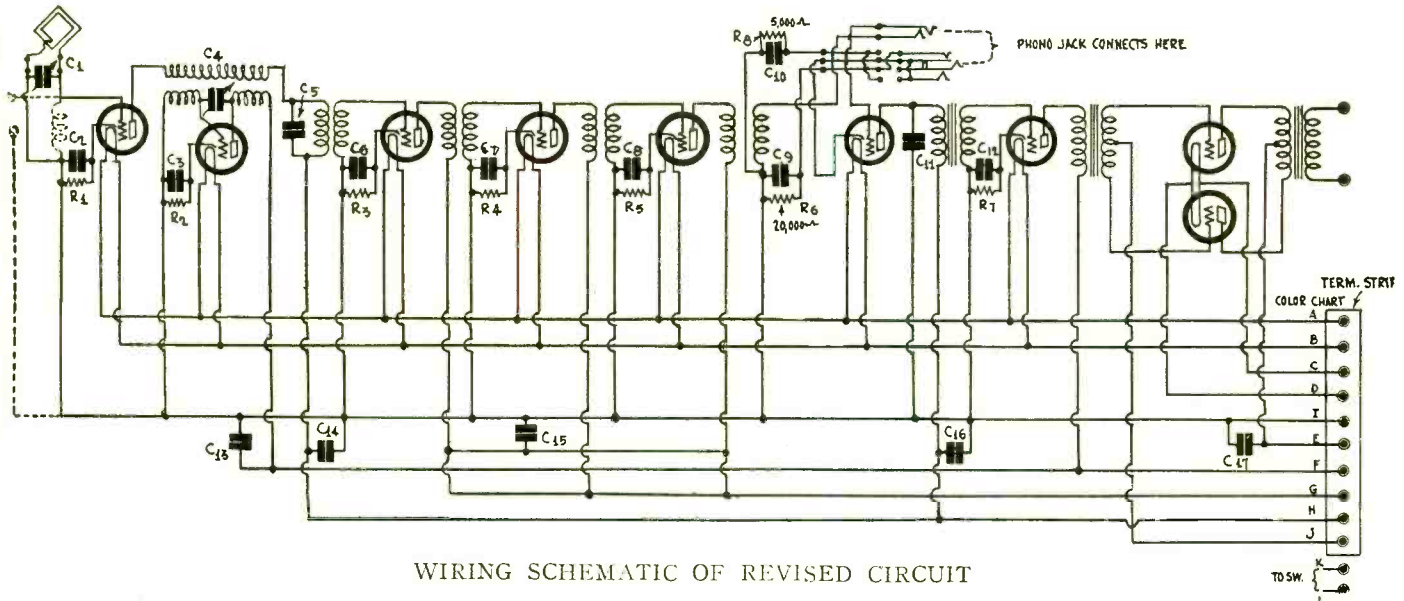 5,000Ω
R8
C10
PHONO JACK CONNECTS HERE
C1
C4
C5
C2
R1
C3
R2
C6
R3
C7
R4
C8
R5
C9
R6
20,000Ω
C11
C12
R7
TERM. STRIP
COLOR CHART
A
B
C
D
I
E
F
G
H
J
C13
C14
C15
C16
C17
K
TO SW.
WIRING SCHEMATIC OF REVISED CIRCUIT